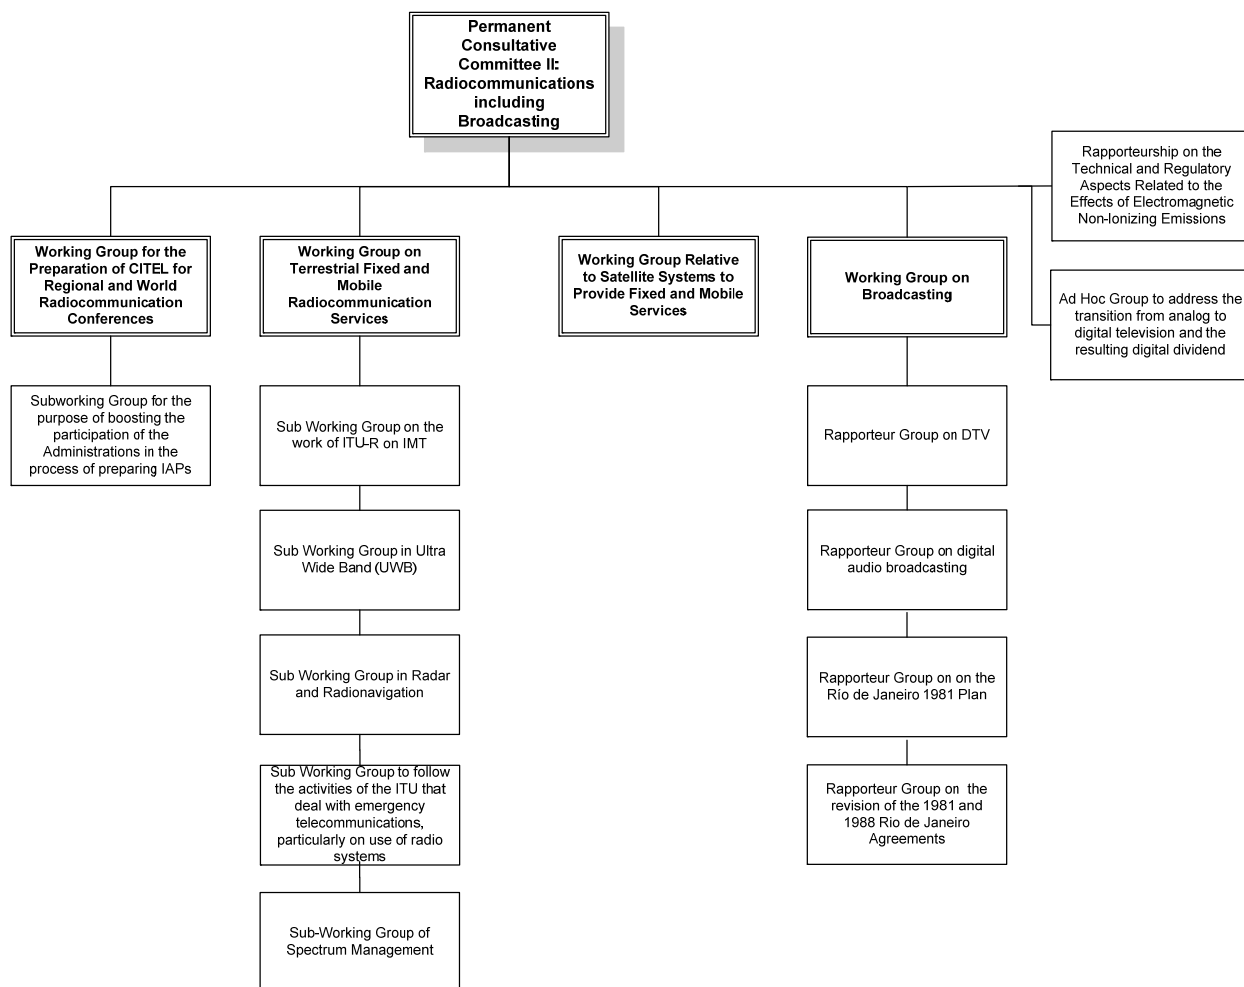 Permanent
Consultative
Committee II:
Radiocommunications
including
Broadcasting
Rapporteurship on the
Technical and Regulatory
Aspects Related to the
Effects of Electromagnetic
Non-Ionizing Emissions
Ad Hoc Group to address the
transition from analog to
digital television and the
resulting digital dividend
Working Group for the
Preparation of CITEL for
Regional and World
Radiocommunication
Conferences
Subworking Group for the
purpose of boosting the
participation of the
Administrations in the
process of preparing IAPs
Working Group on
Terrestrial Fixed and
Mobile
Radiocommunication
Services
Sub Working Group on the
work of ITU-R on IMT
Sub Working Group in Ultra
Wide Band (UWB)
Sub Working Group in Radar
and Radionavigation
Sub Working Group to follow
the activities of the ITU that
deal with emergency
telecommunications,
particularly on use of radio
systems
Sub-Working Group of
Spectrum Management
Working Group Relative
to Satellite Systems to
Provide Fixed and Mobile
Services
Working Group on
Broadcasting
Rapporteur Group on DTV
Rapporteur Group on digital
audio broadcasting
Rapporteur Group on on the
Río de Janeiro 1981 Plan
Rapporteur Group on the
revision of the 1981 and
1988 Rio de Janeiro
Agreements